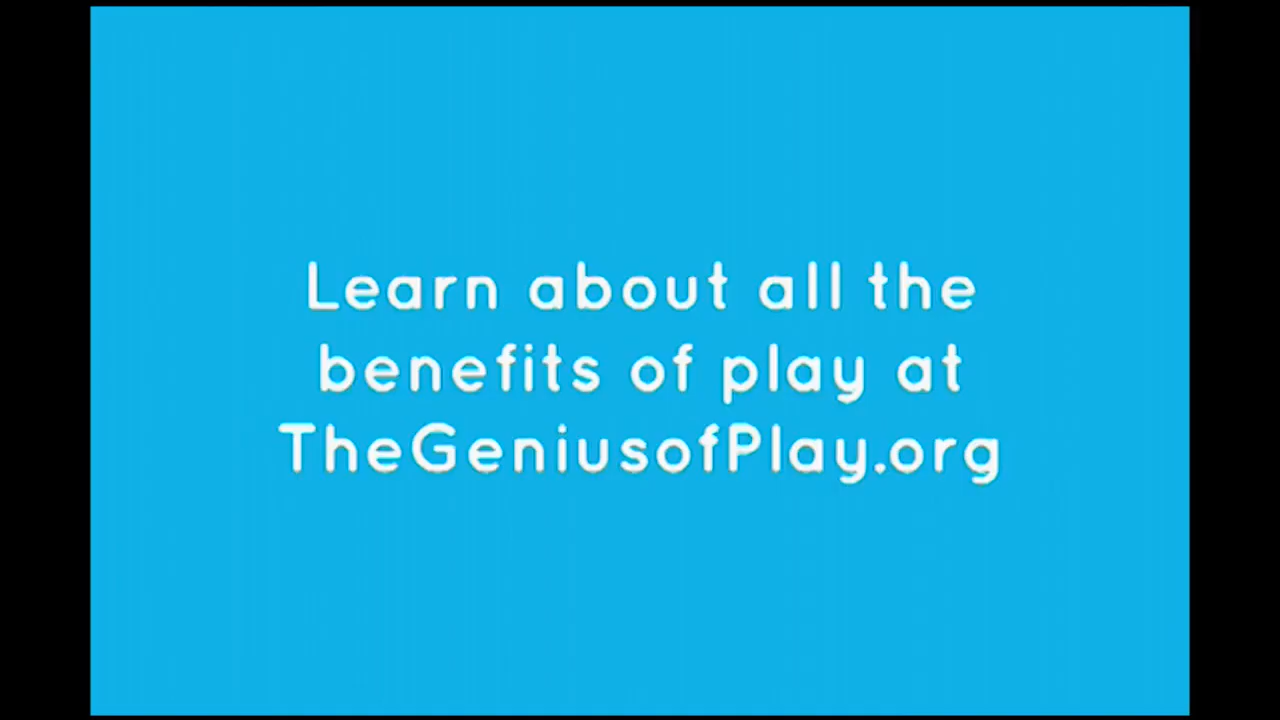 Learn about all the
benefits of play at
TheGeniusofPlay.org